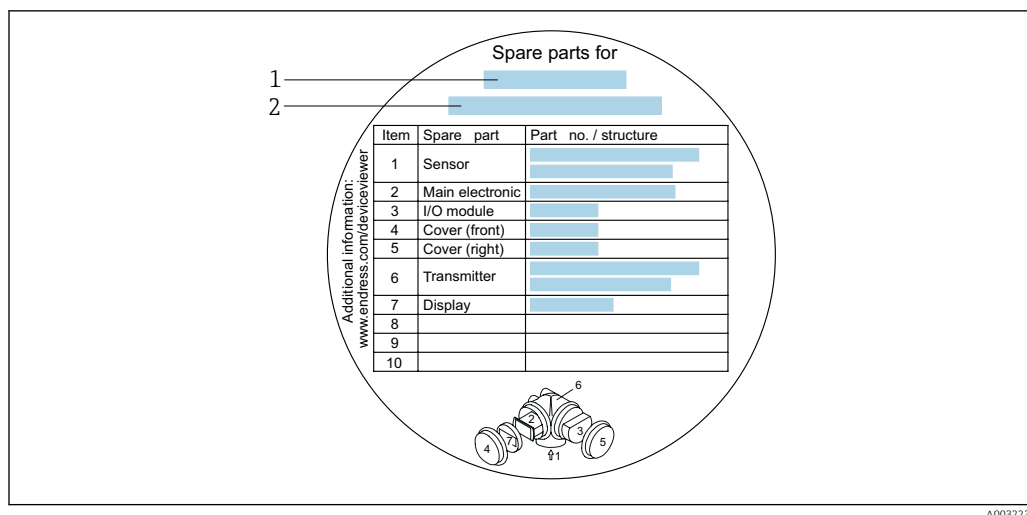 Spare parts for
1
2
Additional information:
www.endress.com/deviceviewer
Item Spare part Part no. / structure
1 Sensor
2 Main electronic
3 I/O module
4 Cover (front)
5 Cover (right)
6 Transmitter
7 Display
8
9
10
6
2
3
7
4
5
1